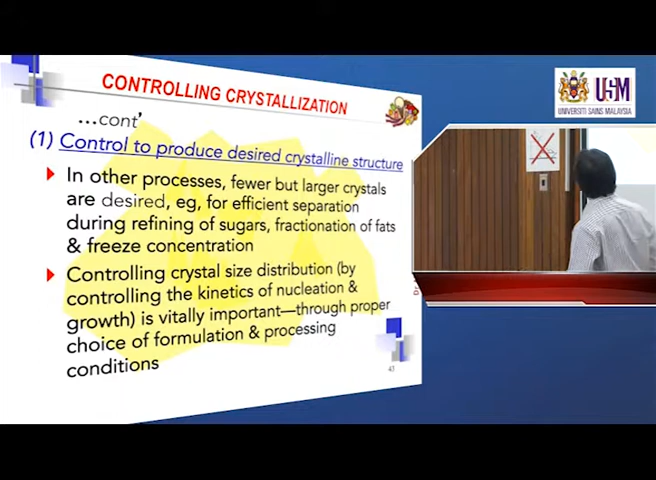 CONTROLLING CRYSTALLIZATION
...cont'
(1) Control to produce desired crystalline structure
In other processes, fewer but larger crystals
are desired, eg, for efficient separation
during refining of sugars, fractionation of fats
& freeze concentration
Controlling crystal size distribution (by
controlling the kinetics of nucleation &
growth) is vitally important—through proper
choice of formulation & processing
conditions
USM
UNIVERSITI SAINS MALAYSIA